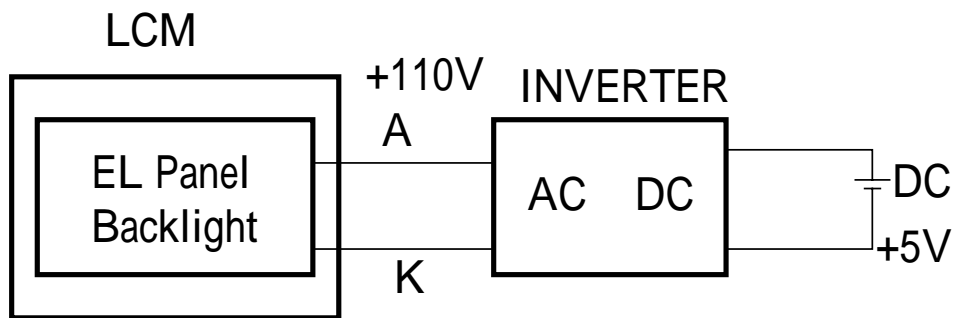 LCM
+110V
INVERTER
A
EL Panel
Backlight
AC DC
DC
+5V
K